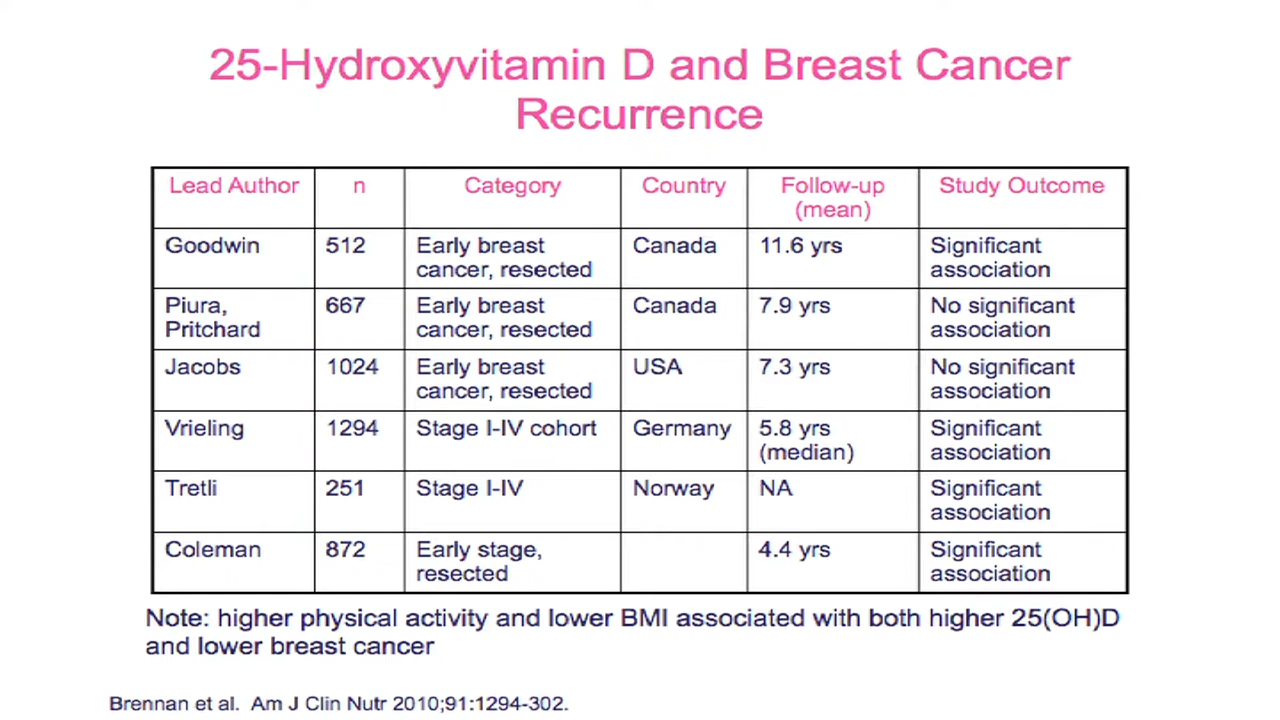 25-Hydroxyvitamin D and Breast Cancer
Recurrence
Lead Author n Category Country Follow-up (mean) Study Outcome
Goodwin 512 Early breast cancer, resected Canada 11.6 yrs Significant association
Piura, Pritchard 667 Early breast cancer, resected Canada 7.9 yrs No significant association
Jacobs 1024 Early breast cancer, resected USA 7.3 yrs No significant association
Vrieling 1294 Stage I-IV cohort Germany 5.8 yrs (median) Significant association
Tretli 251 Stage I-IV Norway NA Significant association
Coleman 872 Early stage, resected 4.4 yrs Significant association
Note: higher physical activity and lower BMI associated with both higher 25(OH)D
and lower breast cancer
Brennan et al. Am J Clin Nutr 2010;91:1294-302.